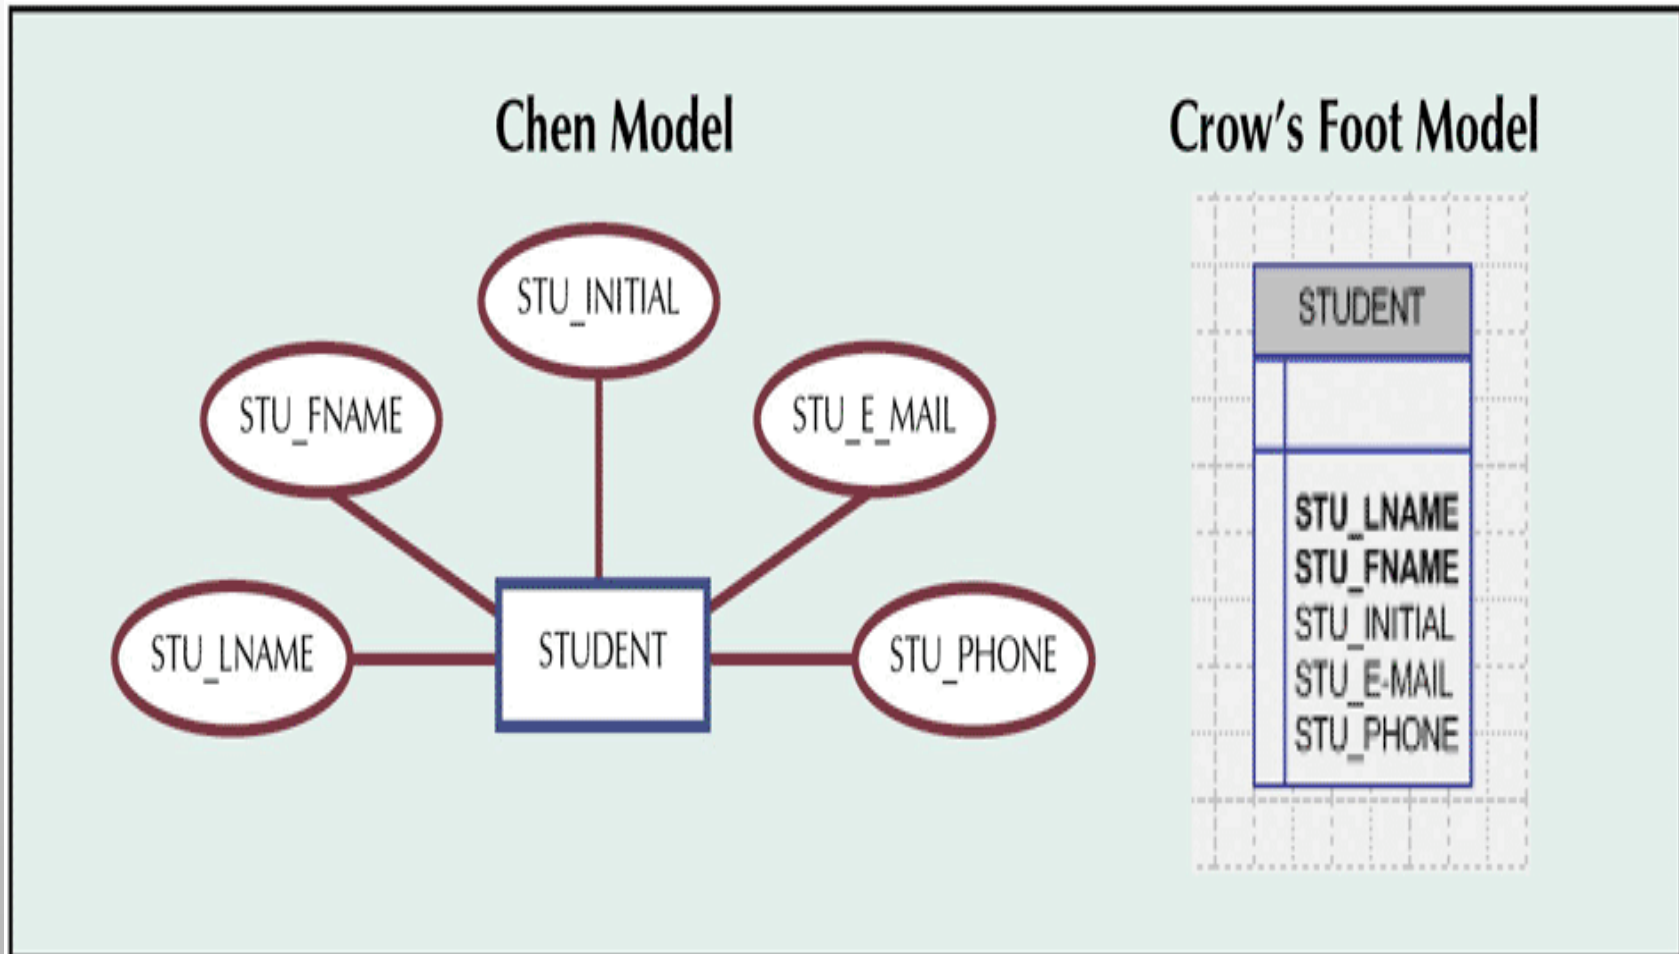 Chen Model
STU_INITIAL
STU_FNAME
STU_E_MAIL
STU_LNAME
STUDENT
STU_PHONE
Crow's Foot Model
STUDENT
STU_LNAME
STU_FNAME
STU_INITIAL
STU_E-MAIL
STU_PHONE